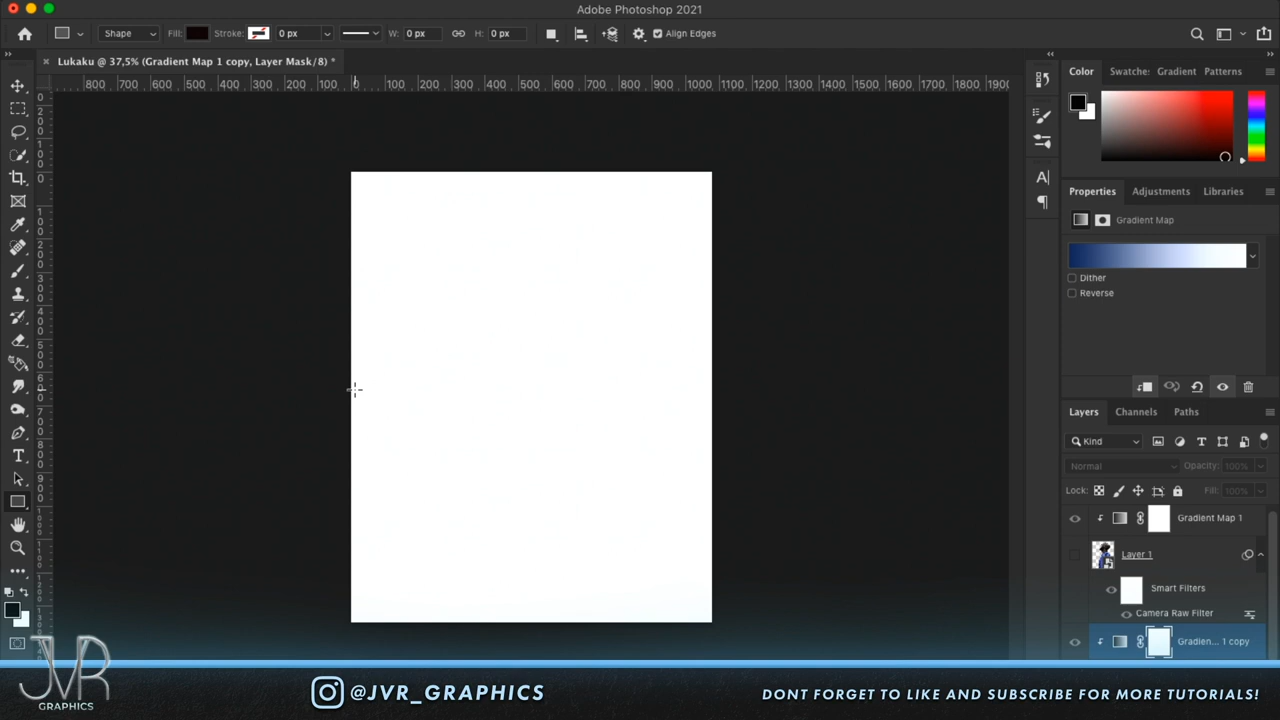 Adobe Photoshop 2021
Shape Fill: Stroke: 0 px W: 0 px H: 0 px Align Edges
Lukaku @ 37,5% (Gradient Map 1 copy, Layer Mask/8) *
800 700 600 500 400 300 200 100 0 100 200 300 400 500 600 700 800 900 1000 1100 1200 1300 1400 1500 1600 1700 1800 190
Color Swatche: Gradient Patterns
Properties Adjustments Libraries
Gradient Map
Dither
Reverse
Layers Channels Paths
Kind
Normal Opacity: 100%
Lock: Fill: 100%
Gradient Map 1
Layer 1
Smart Filters
Camera Raw Filter
Gradien... 1 copy
JVR
GRAPHICS
@JVR_GRAPHICS
DONT FORGET TO LIKE AND SUBSCRIBE FOR MORE TUTORIALS!